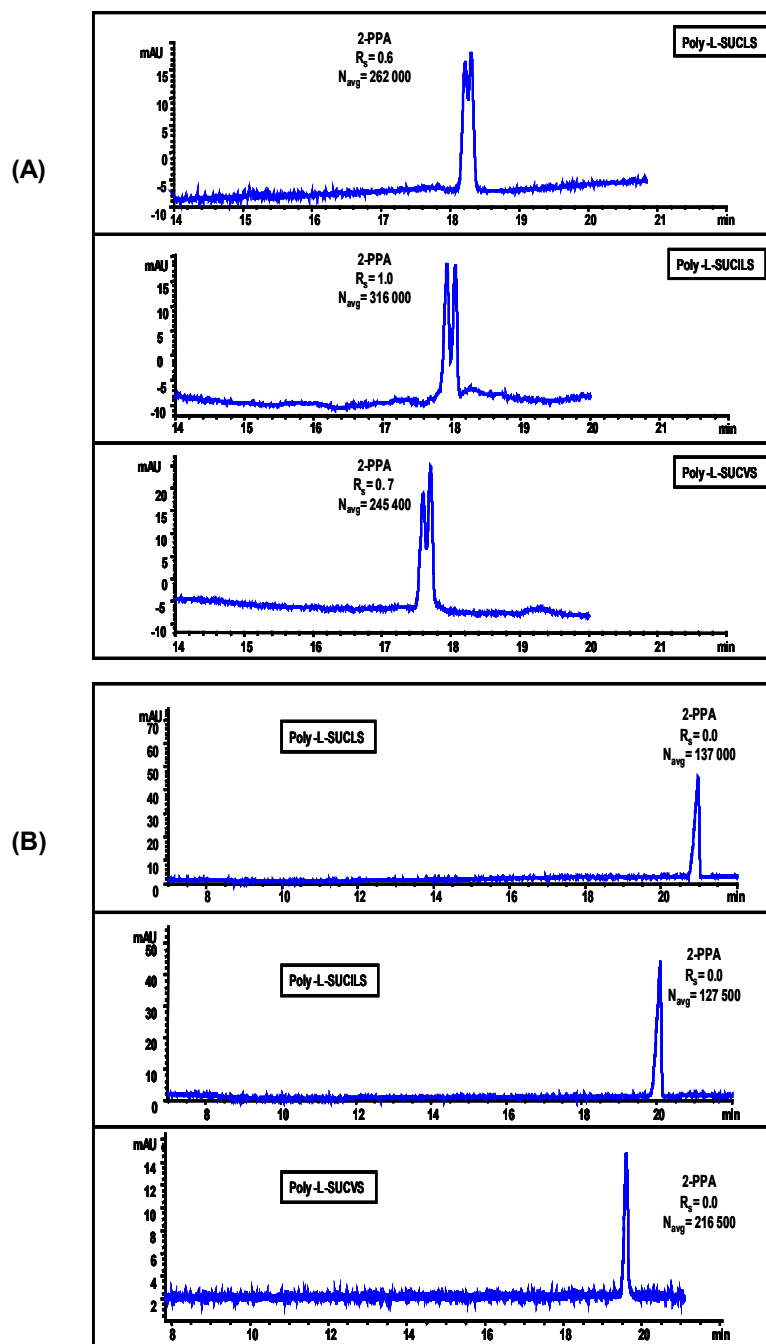 (A)
2-PPA
Rs= 0.6
Navg= 262 000
Poly-L-SUCLS
mAU
15
10
5
0
-5
-10
14 15 16 17 18 19 20 21 min
2-PPA
Rs= 1.0
Navg= 316 000
Poly-L-SUCILS
mAU
15
10
5
0
-5
-10
14 15 16 17 18 19 20 21 min
2-PPA
Rs= 0. 7
Navg= 245 400
Poly-L-SUCVS
mAU
20
15
10
5
0
-5
-10
14 15 16 17 18 19 20 21 min
(B)
2-PPA
Rs= 0.0
Navg= 137 000
Poly-L-SUCLS
mAU
70
60
50
40
30
20
10
0
8 10 12 14 16 18 20 min
2-PPA
Rs= 0.0
Navg= 127 500
Poly-L-SUCILS
mAU
50
40
30
20
10
0
8 10 12 14 16 18 20 min
2-PPA
Rs= 0.0
Navg= 216 500
Poly-L-SUCVS
mAU
14
12
10
8
6
4
2
8 10 12 14 16 18 20 min